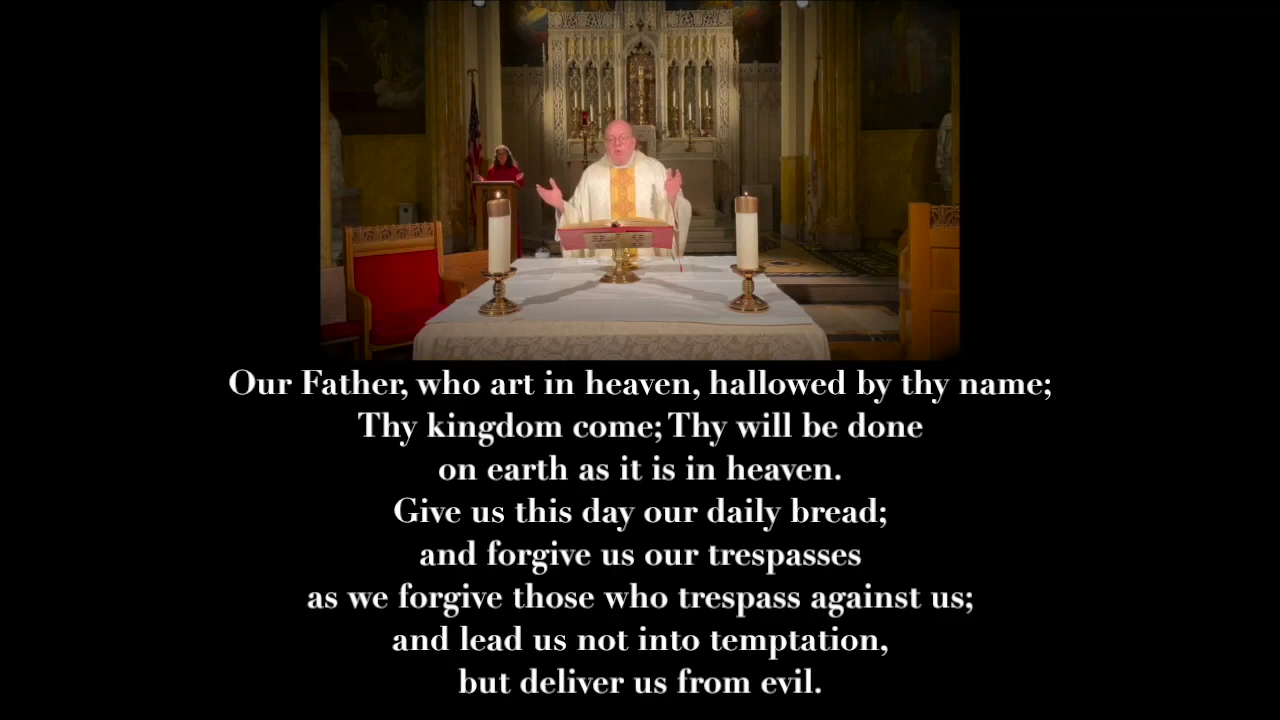 Our Father, who art in heaven, hallowed by thy name;
Thy kingdom come; Thy will be done
on earth as it is in heaven.
Give us this day our daily bread;
and forgive us our trespasses
as we forgive those who trespass against us;
and lead us not into temptation,
but deliver us from evil.